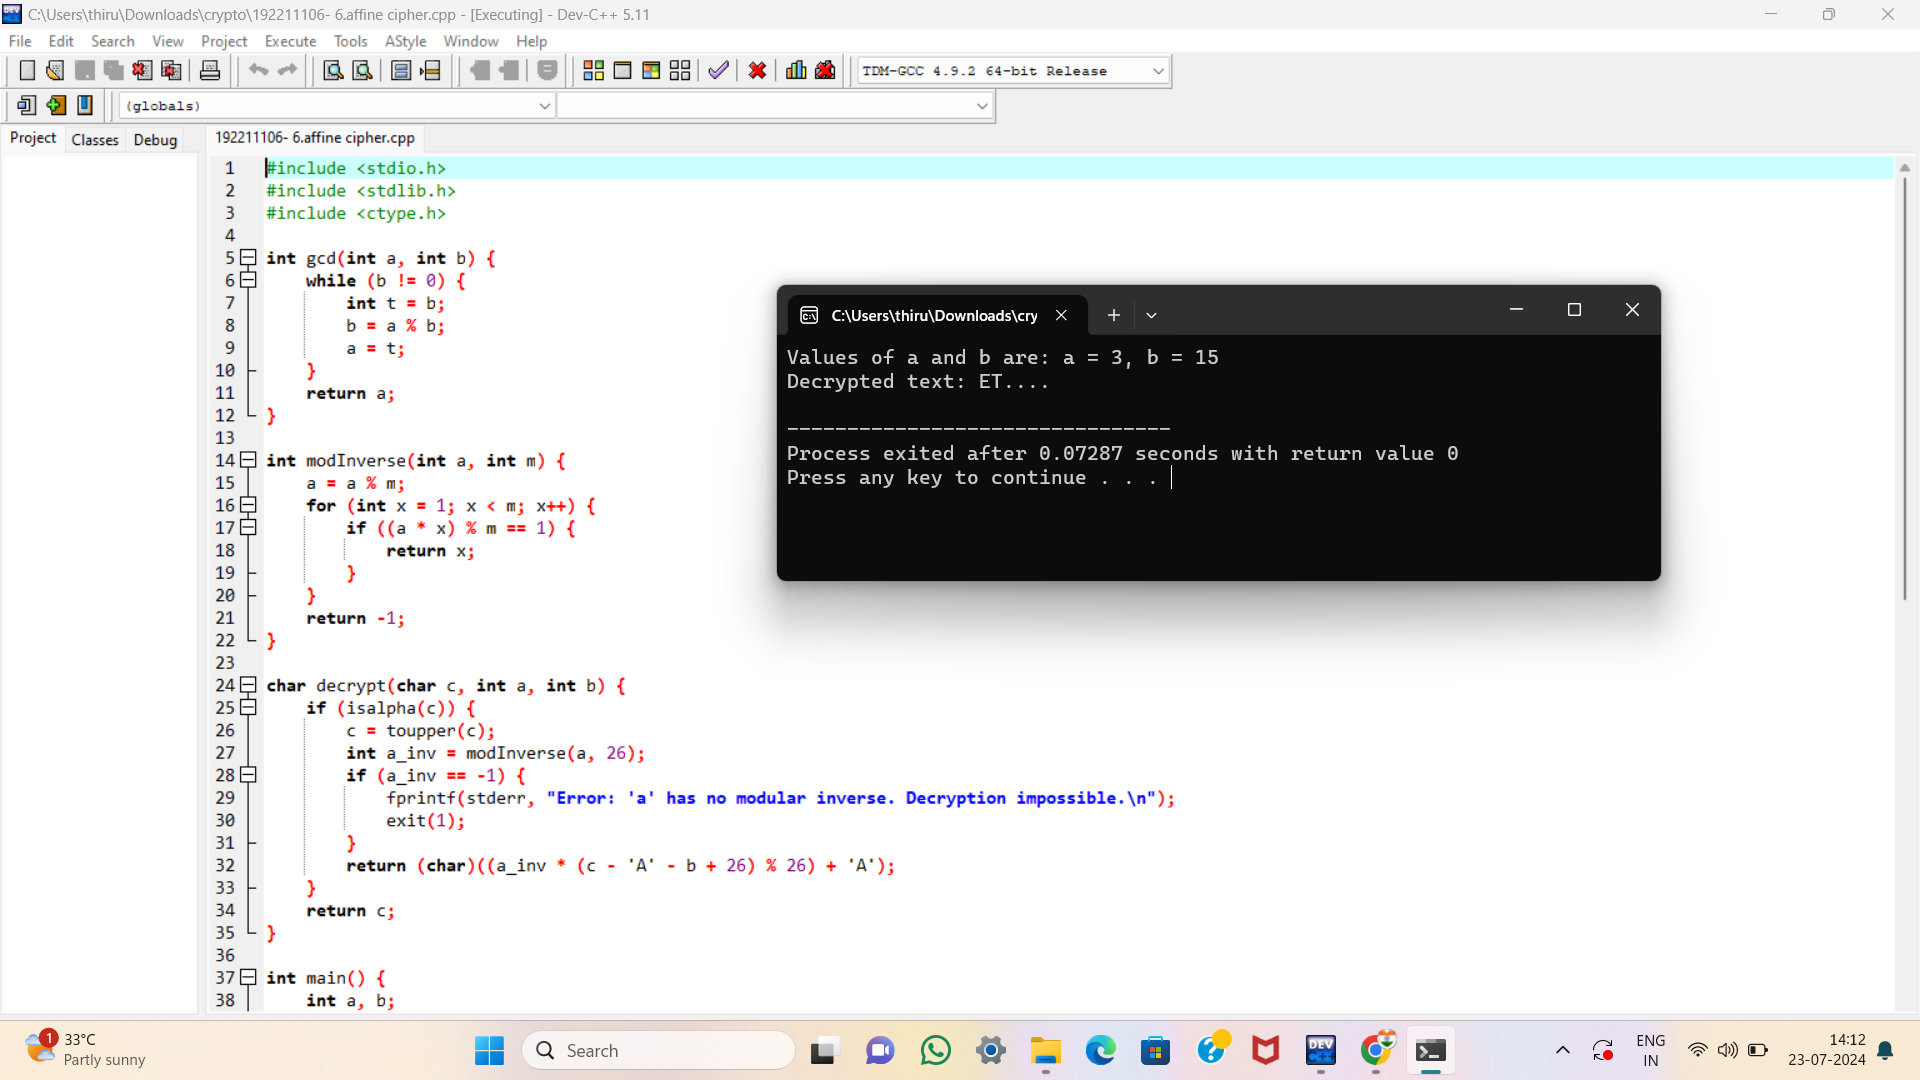 C:\Users\thiru\Downloads\crypto\192211106- 6.affine cipher.cpp - [Executing] - Dev-C++ 5.11
File Edit Search View Project Execute Tools AStyle Window Help
TDM-GCC 4.9.2 64-bit Release
(globals)
Project Classes Debug
192211106- 6.affine cipher.cpp
1 #include <stdio.h>
2 #include <stdlib.h>
3 #include <ctype.h>
4
5 int gcd(int a, int b) {
6 while (b != 0) {
7 int t = b;
8 b = a % b;
9 a = t;
10 }
11 return a;
12 }
13
14 int modInverse(int a, int m) {
15 a = a % m;
16 for (int x = 1; x < m; x++) {
17 if ((a * x) % m == 1) {
18 return x;
19 }
20 }
21 return -1;
22 }
23
24 char decrypt(char c, int a, int b) {
25 if (isalpha(c)) {
26 c = toupper(c);
27 int a_inv = modInverse(a, 26);
28 if (a_inv == -1) {
29 fprintf(stderr, "Error: 'a' has no modular inverse. Decryption impossible.\n");
30 exit(1);
31 }
32 return (char)((a_inv * (c - 'A' - b + 26) % 26) + 'A');
33 }
34 return c;
35 }
36
37 int main() {
38 int a, b;
C:\Users\thiru\Downloads\cry
Values of a and b are: a = 3, b = 15
Decrypted text: ET....
--------------------------------
Process exited after 0.07287 seconds with return value 0
Press any key to continue . . .
1
33°C
Partly sunny
Search
DEV
ENG
IN
14:12
23-07-2024